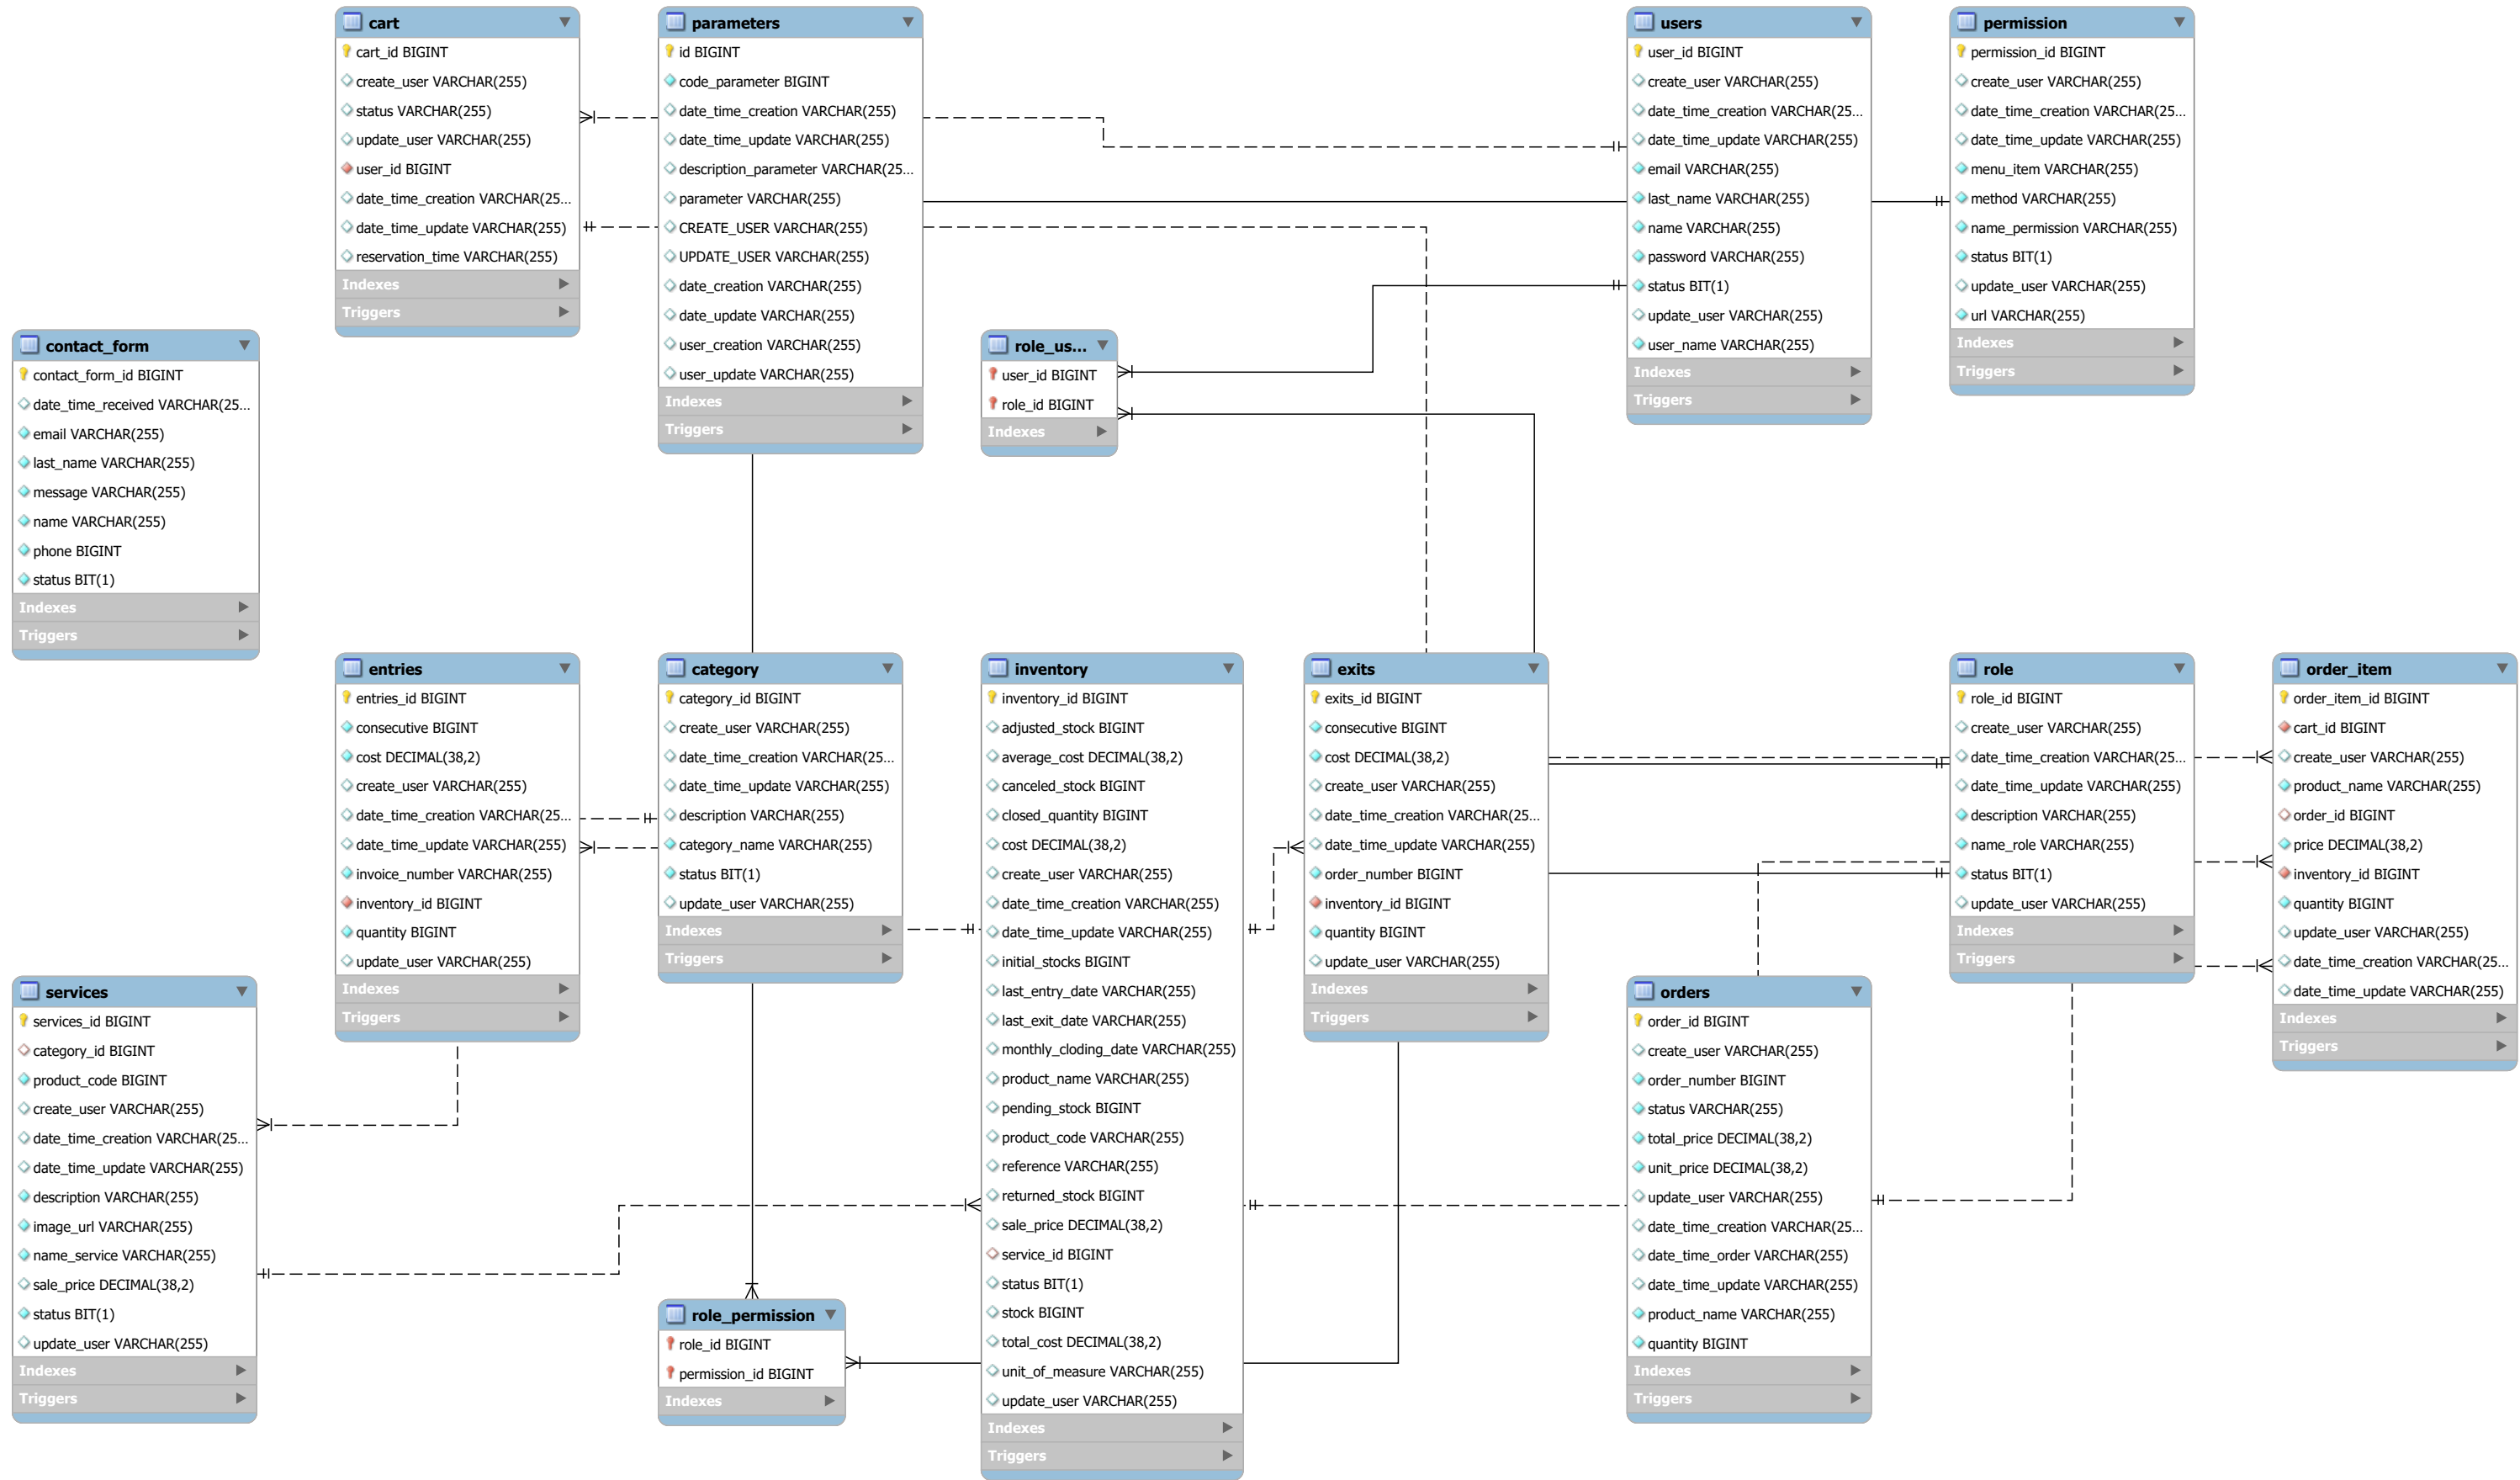 cart
cart_id BIGINT
create_user VARCHAR(255)
status VARCHAR(255)
update_user VARCHAR(255)
user_id BIGINT
date_time_creation VARCHAR(25...
date_time_update VARCHAR(255)
reservation_time VARCHAR(255)
Indexes
Triggers
parameters
id BIGINT
code_parameter BIGINT
date_time_creation VARCHAR(255)
date_time_update VARCHAR(255)
description_parameter VARCHAR(25...
parameter VARCHAR(255)
CREATE_USER VARCHAR(255)
UPDATE_USER VARCHAR(255)
date_creation VARCHAR(255)
date_update VARCHAR(255)
user_creation VARCHAR(255)
user_update VARCHAR(255)
Indexes
Triggers
users
user_id BIGINT
create_user VARCHAR(255)
date_time_creation VARCHAR(25...
date_time_update VARCHAR(255)
email VARCHAR(255)
last_name VARCHAR(255)
name VARCHAR(255)
password VARCHAR(255)
status BIT(1)
update_user VARCHAR(255)
user_name VARCHAR(255)
Indexes
Triggers
permission
permission_id BIGINT
create_user VARCHAR(255)
date_time_creation VARCHAR(25...
date_time_update VARCHAR(255)
menu_item VARCHAR(255)
method VARCHAR(255)
name_permission VARCHAR(255)
status BIT(1)
update_user VARCHAR(255)
url VARCHAR(255)
Indexes
Triggers
contact_form
contact_form_id BIGINT
date_time_received VARCHAR(25...
email VARCHAR(255)
last_name VARCHAR(255)
message VARCHAR(255)
name VARCHAR(255)
phone BIGINT
status BIT(1)
Indexes
Triggers
role_us...
user_id BIGINT
role_id BIGINT
Indexes
entries
entries_id BIGINT
consecutive BIGINT
cost DECIMAL(38,2)
create_user VARCHAR(255)
date_time_creation VARCHAR(25...
date_time_update VARCHAR(255)
invoice_number VARCHAR(255)
inventory_id BIGINT
quantity BIGINT
update_user VARCHAR(255)
Indexes
Triggers
category
category_id BIGINT
create_user VARCHAR(255)
date_time_creation VARCHAR(25...
date_time_update VARCHAR(255)
description VARCHAR(255)
category_name VARCHAR(255)
status BIT(1)
update_user VARCHAR(255)
Indexes
Triggers
inventory
inventory_id BIGINT
adjusted_stock BIGINT
average_cost DECIMAL(38,2)
canceled_stock BIGINT
closed_quantity BIGINT
cost DECIMAL(38,2)
create_user VARCHAR(255)
date_time_creation VARCHAR(255)
date_time_update VARCHAR(255)
initial_stocks BIGINT
last_entry_date VARCHAR(255)
last_exit_date VARCHAR(255)
monthly_cloding_date VARCHAR(255)
product_name VARCHAR(255)
pending_stock BIGINT
product_code VARCHAR(255)
reference VARCHAR(255)
returned_stock BIGINT
sale_price DECIMAL(38,2)
service_id BIGINT
status BIT(1)
stock BIGINT
total_cost DECIMAL(38,2)
unit_of_measure VARCHAR(255)
update_user VARCHAR(255)
Indexes
Triggers
exits
exits_id BIGINT
consecutive BIGINT
cost DECIMAL(38,2)
create_user VARCHAR(255)
date_time_creation VARCHAR(25...
date_time_update VARCHAR(255)
order_number BIGINT
inventory_id BIGINT
quantity BIGINT
update_user VARCHAR(255)
Indexes
Triggers
role
role_id BIGINT
create_user VARCHAR(255)
date_time_creation VARCHAR(25...
date_time_update VARCHAR(255)
description VARCHAR(255)
name_role VARCHAR(255)
status BIT(1)
update_user VARCHAR(255)
Indexes
Triggers
order_item
order_item_id BIGINT
cart_id BIGINT
create_user VARCHAR(255)
product_name VARCHAR(255)
order_id BIGINT
price DECIMAL(38,2)
inventory_id BIGINT
quantity BIGINT
update_user VARCHAR(255)
date_time_creation VARCHAR(25...
date_time_update VARCHAR(255)
Indexes
Triggers
services
services_id BIGINT
category_id BIGINT
product_code BIGINT
create_user VARCHAR(255)
date_time_creation VARCHAR(25...
date_time_update VARCHAR(255)
description VARCHAR(255)
image_url VARCHAR(255)
name_service VARCHAR(255)
sale_price DECIMAL(38,2)
status BIT(1)
update_user VARCHAR(255)
Indexes
Triggers
orders
order_id BIGINT
create_user VARCHAR(255)
order_number BIGINT
status VARCHAR(255)
total_price DECIMAL(38,2)
unit_price DECIMAL(38,2)
update_user VARCHAR(255)
date_time_creation VARCHAR(25...
date_time_order VARCHAR(255)
date_time_update VARCHAR(255)
product_name VARCHAR(255)
quantity BIGINT
Indexes
Triggers
role_permission
role_id BIGINT
permission_id BIGINT
Indexes